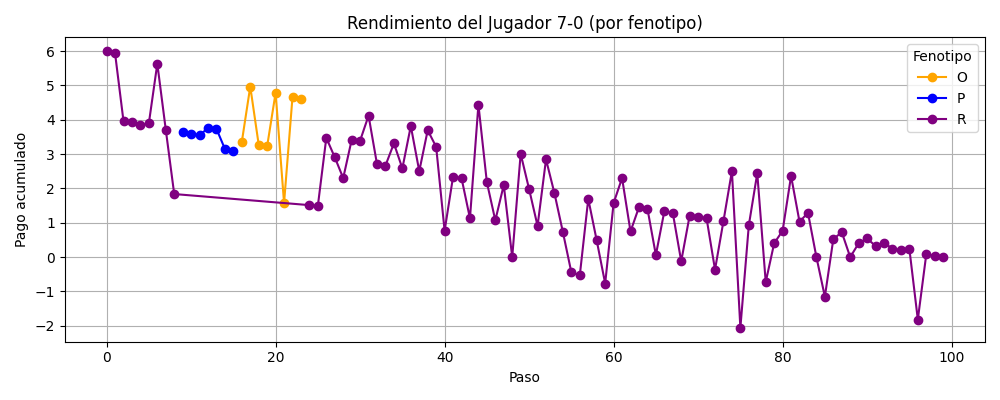 Rendimiento del Jugador 7-0 (por fenotipo)
Pago acumulado
6
5
4
3
2
1
0
−1
−2
Fenotipo
O
P
R
0 20 40 60 80 100
Paso